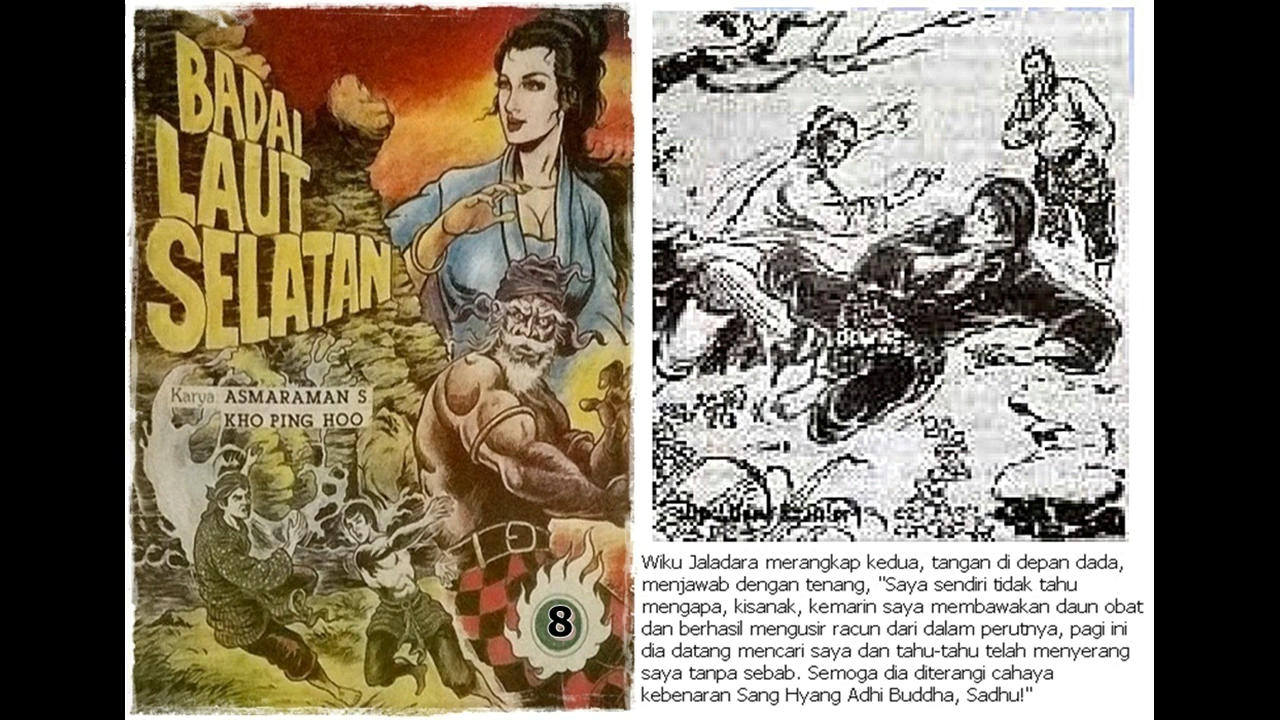 BADAI
LAUT
SELATAN
Karya ASMARAMAN S
KHO PING HOO
8
Wiku Jaladara merangkap kedua, tangan di depan dada,
menjawab dengan tenang, "Saya sendiri tidak tahu
mengapa, kisanak, kemarin saya membawakan daun obat
dan berhasil mengusir racun dari dalam perutnya, pagi ini
dia datang mencari saya dan tahu-tahu telah menyerang
saya tanpa sebab. Semoga dia diterangi cahaya
kebenaran Sang Hyang Adhi Buddha, Sadhu!"